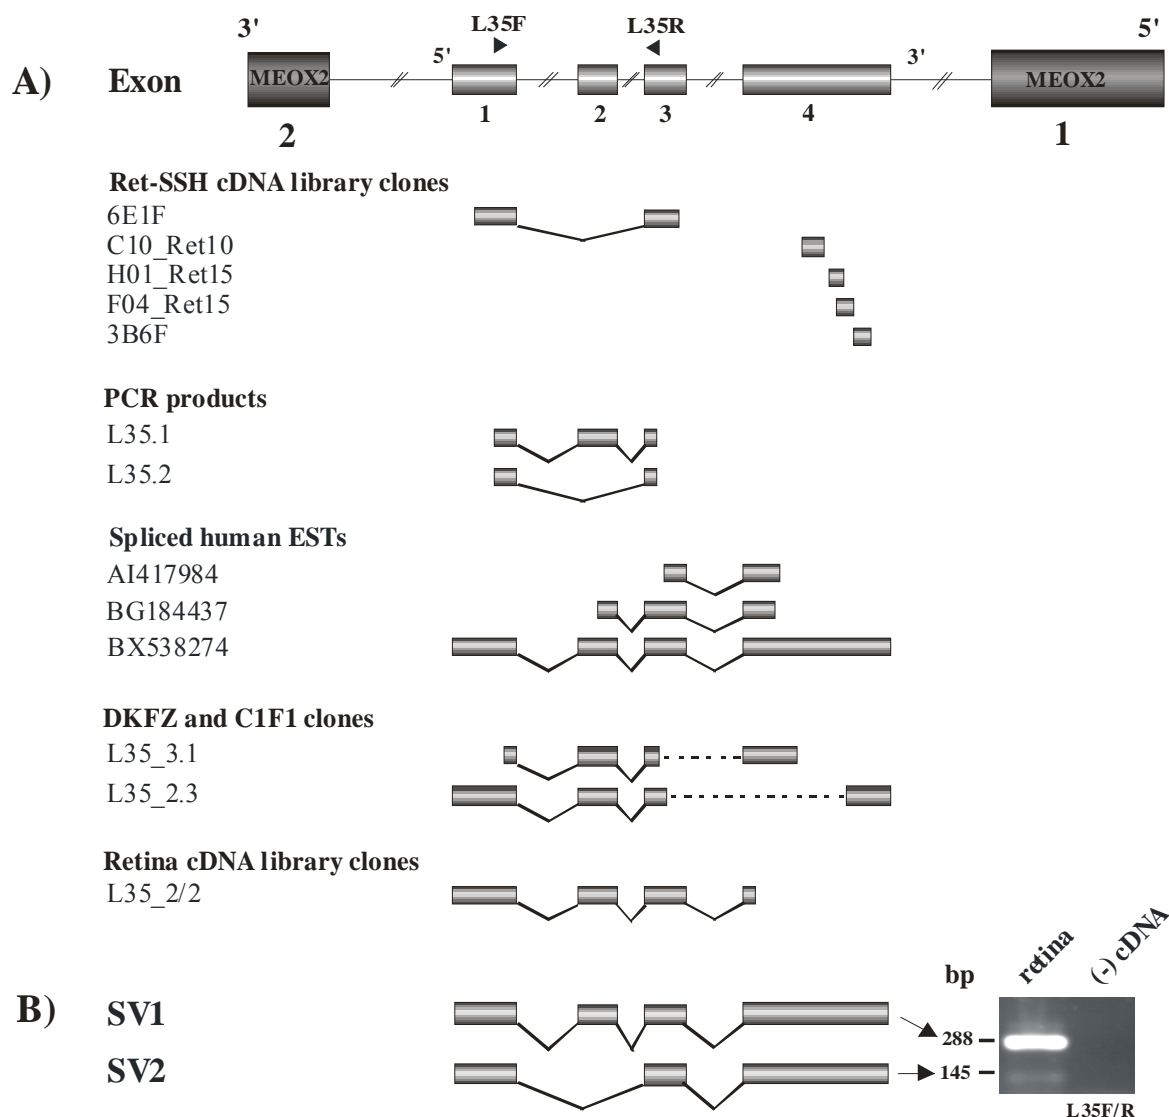 L35F L35R
3' 5'
5' 3'
A) Exon MEOX2 MEOX2
1 2 3 4
2 1
Ret-SSH cDNA library clones
6E1F
C10_Ret10
H01_Ret15
F04_Ret15
3B6F
PCR products
L35.1
L35.2
Spliced human ESTs
AI417984
BG184437
BX538274
DKFZ and C1F1 clones
L35_3.1
L35_2.3
Retina cDNA library clones
L35_2/2
bp retina (-) cDNA
B) SV1
288
SV2
145
L35F/R